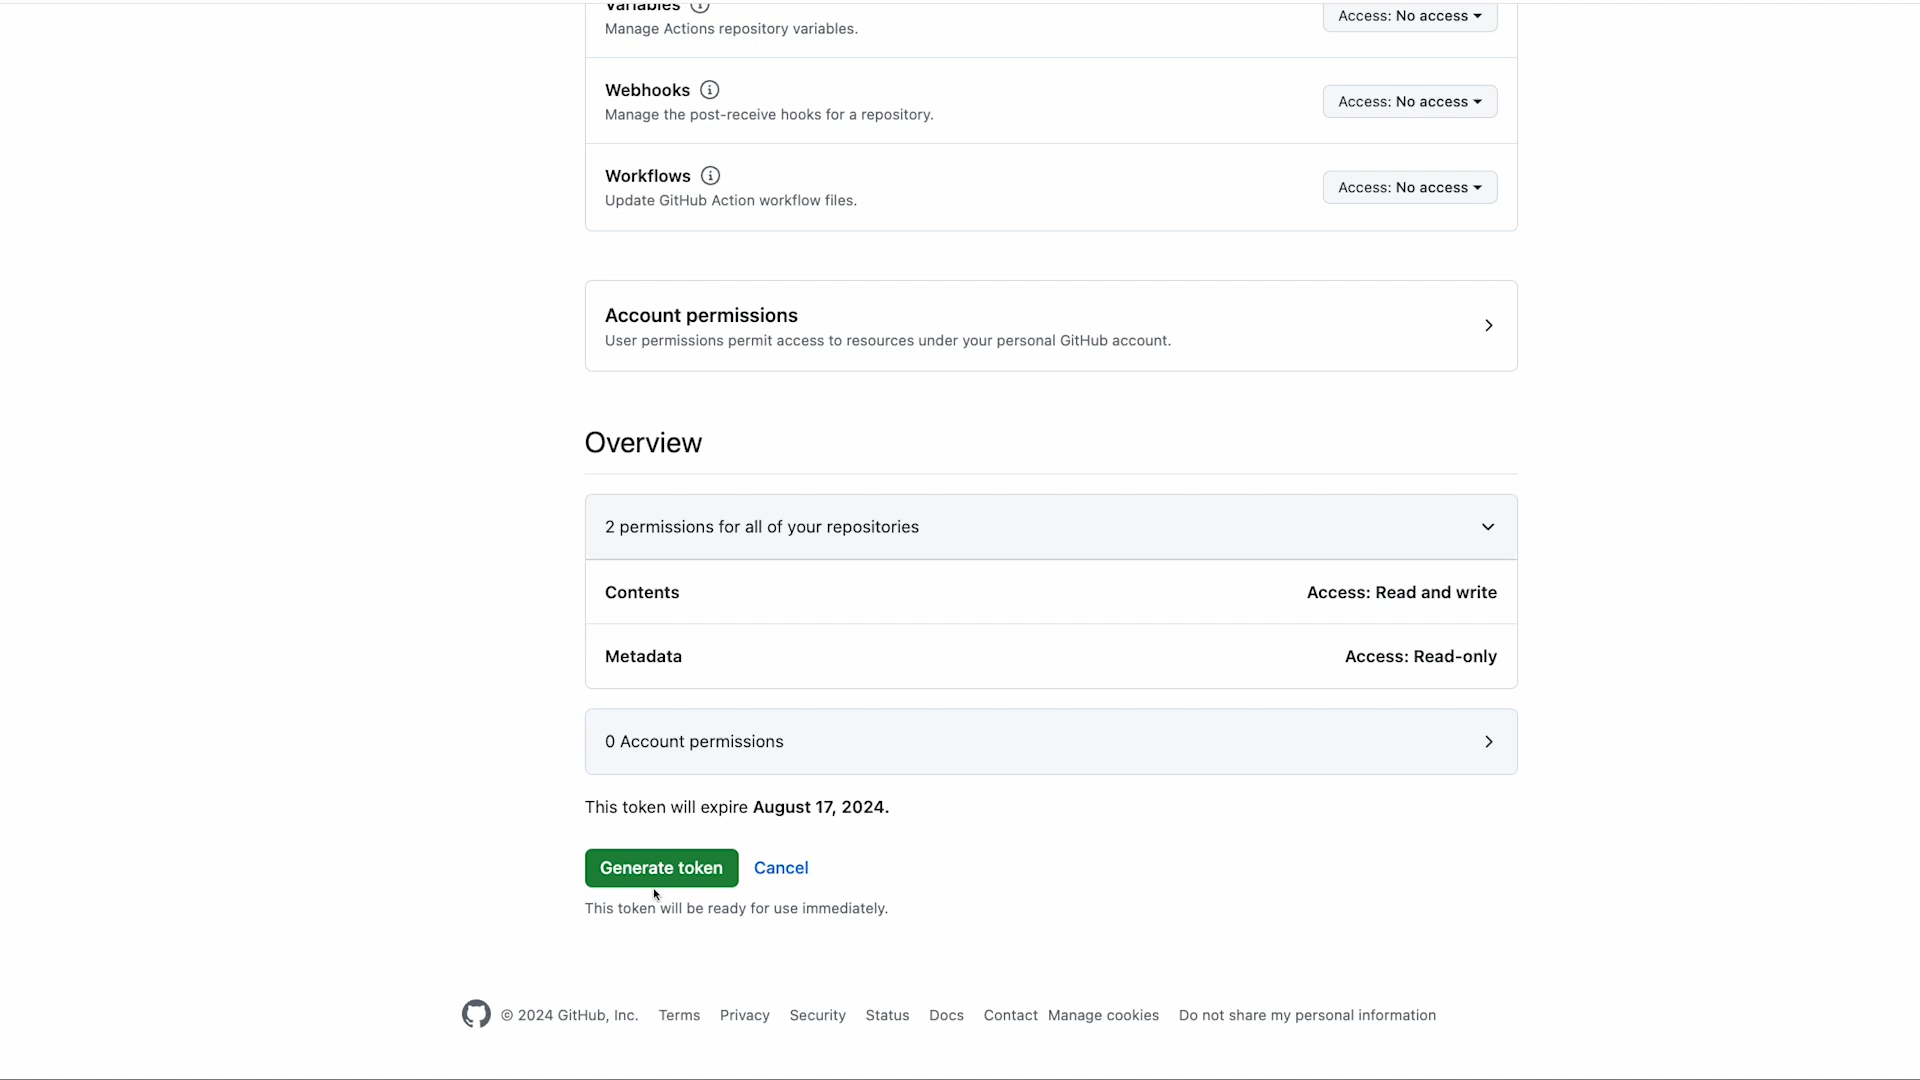 Variables
Access: No access
Manage Actions repository variables.
Webhooks
Access: No access
Manage the post-receive hooks for a repository.
Workflows
Access: No access
Update GitHub Action workflow files.
Account permissions
User permissions permit access to resources under your personal GitHub account.
Overview
2 permissions for all of your repositories
Contents
Access: Read and write
Metadata
Access: Read-only
0 Account permissions
This token will expire August 17, 2024.
Generate token
Cancel
This token will be ready for use immediately.
© 2024 GitHub, Inc. Terms Privacy Security Status Docs Contact Manage cookies Do not share my personal information